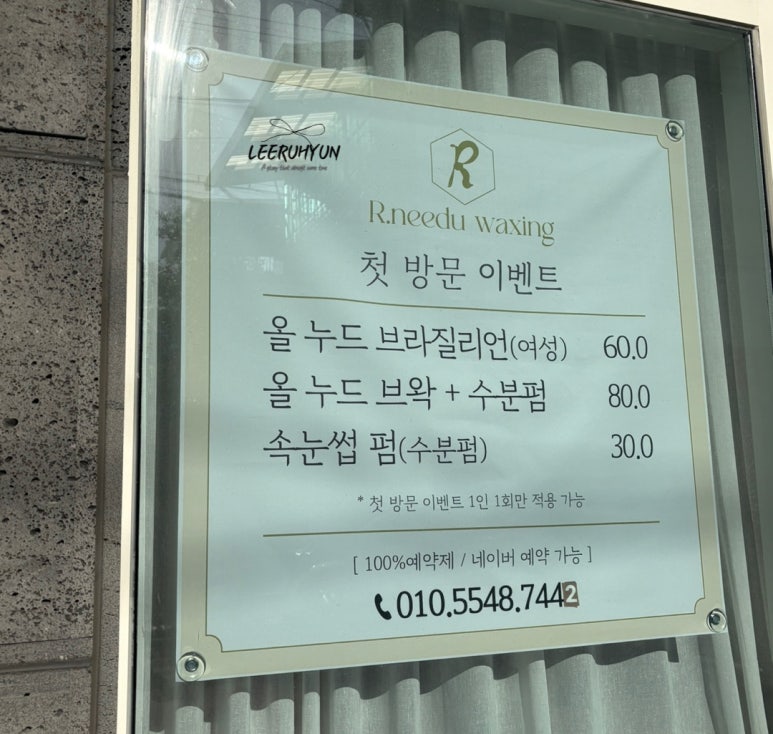 LEERUHYUN
R
R.needu waxing
첫 방문 이벤트
올 누드 브라질리언(여성) 60.0
올 누드 브왁 + 수분펌 80.0
속눈썹 펌(수분펌) 30.0
* 첫 방문 이벤트 1인 1회만 적용 가능
[ 100%예약제 / 네이버 예약 가능 ]
010.5548.7442